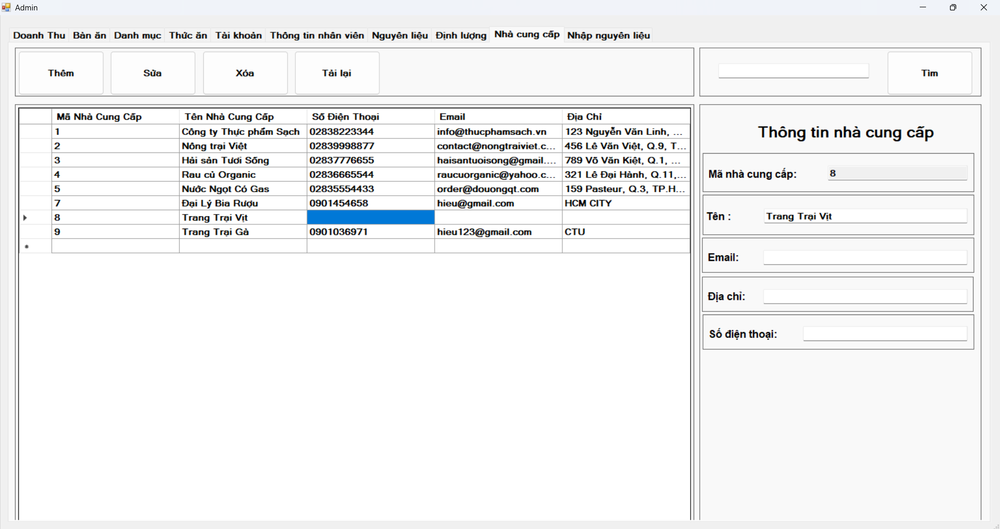 Admin
Doanh Thu Bàn ăn Danh mục Thức ăn Tài khoản Thông tin nhân viên Nguyên liệu Định lượng Nhà cung cấp Nhập nguyên liệu
Thêm Sửa Xóa Tải lại Tìm
Mã Nhà Cung Cấp Tên Nhà Cung Cấp Số Điện Thoại Email Địa Chỉ
1 Công ty Thực phẩm Sạch 02838223344 info@thucphamsach.vn 123 Nguyễn Văn Linh, ...
2 Nông trại Việt 02839998877 contact@nongtraiviet.c... 456 Lê Văn Việt, Q.9, T...
3 Hải sản Tươi Sống 02837776655 haisantuoisong@gmail.... 789 Võ Văn Kiệt, Q.1, ...
4 Rau củ Organic 02836665544 raucuorganic@yahoo.c... 321 Lê Đại Hành, Q.11,...
5 Nước Ngọt Có Gas 02835554433 order@douongqt.com 159 Pasteur, Q.3, TP.H...
7 Đại Lý Bia Rượu 0901454658 hieu@gmail.com HCM CITY
8 Trang Trại Vịt
9 Trang Trại Gà 0901036971 hieu123@gmail.com CTU
Thông tin nhà cung cấp
Mã nhà cung cấp: 8
Tên : Trang Trại Vịt
Email:
Địa chỉ:
Số điện thoại: